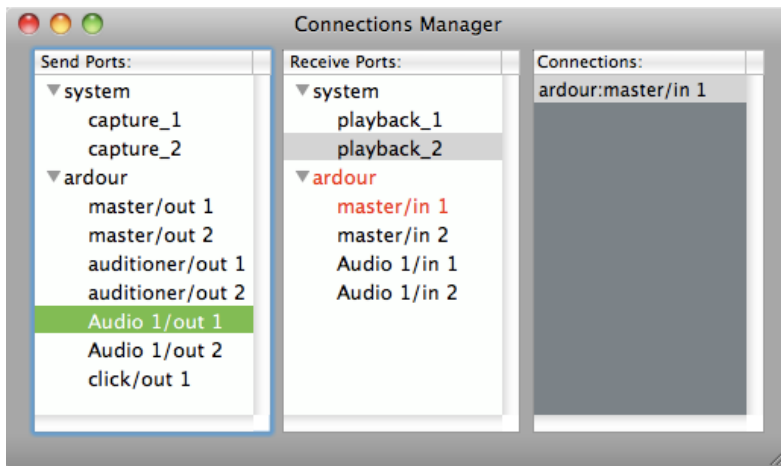 Connections Manager
Send Ports:
system
capture_1
capture_2
ardour
master/out 1
master/out 2
auditioner/out 1
auditioner/out 2
Audio 1/out 1
Audio 1/out 2
click/out 1
Receive Ports:
system
playback_1
playback_2
ardour
master/in 1
master/in 2
Audio 1/in 1
Audio 1/in 2
Connections:
ardour:master/in 1